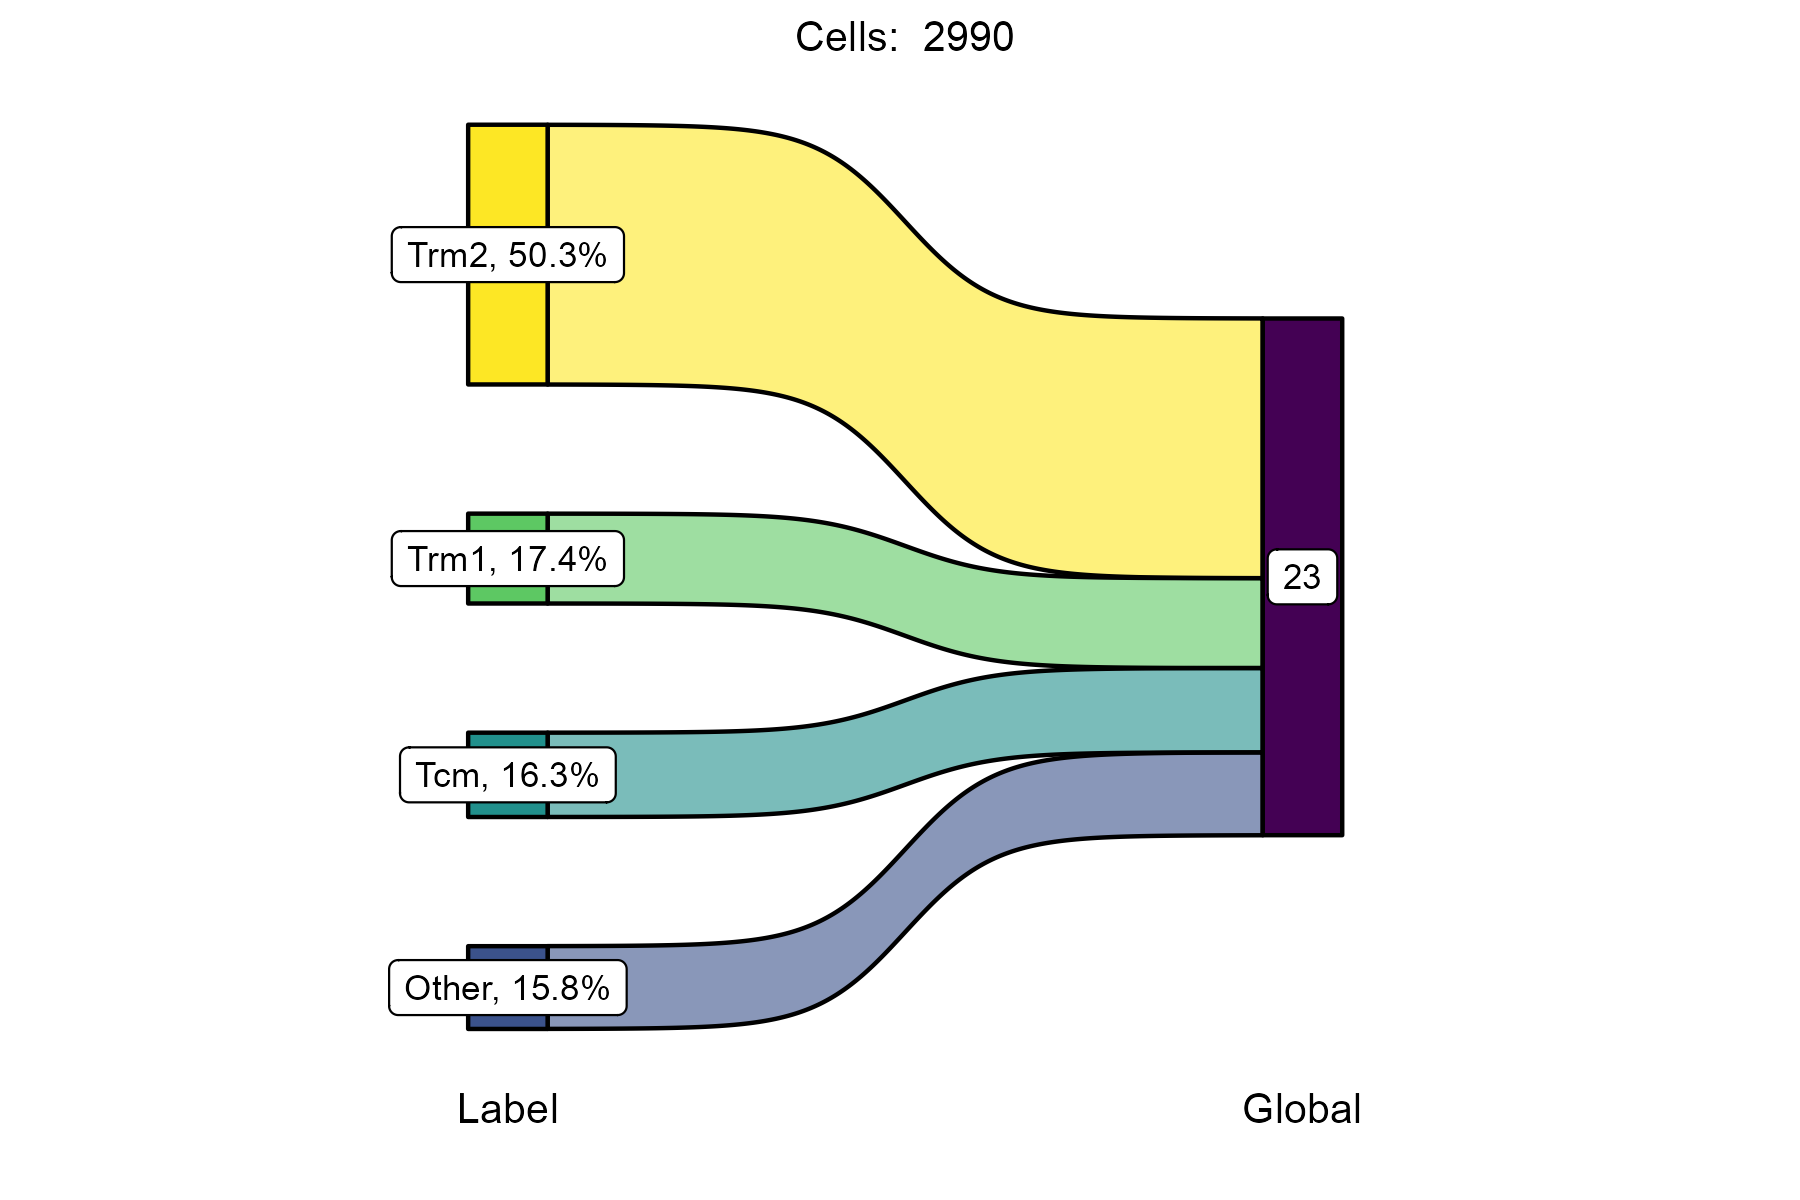 Cells:  2990
Trm2, 50.3%
Trm1, 17.4%
23
Tcm, 16.3%
Other, 15.8%
Label
Global